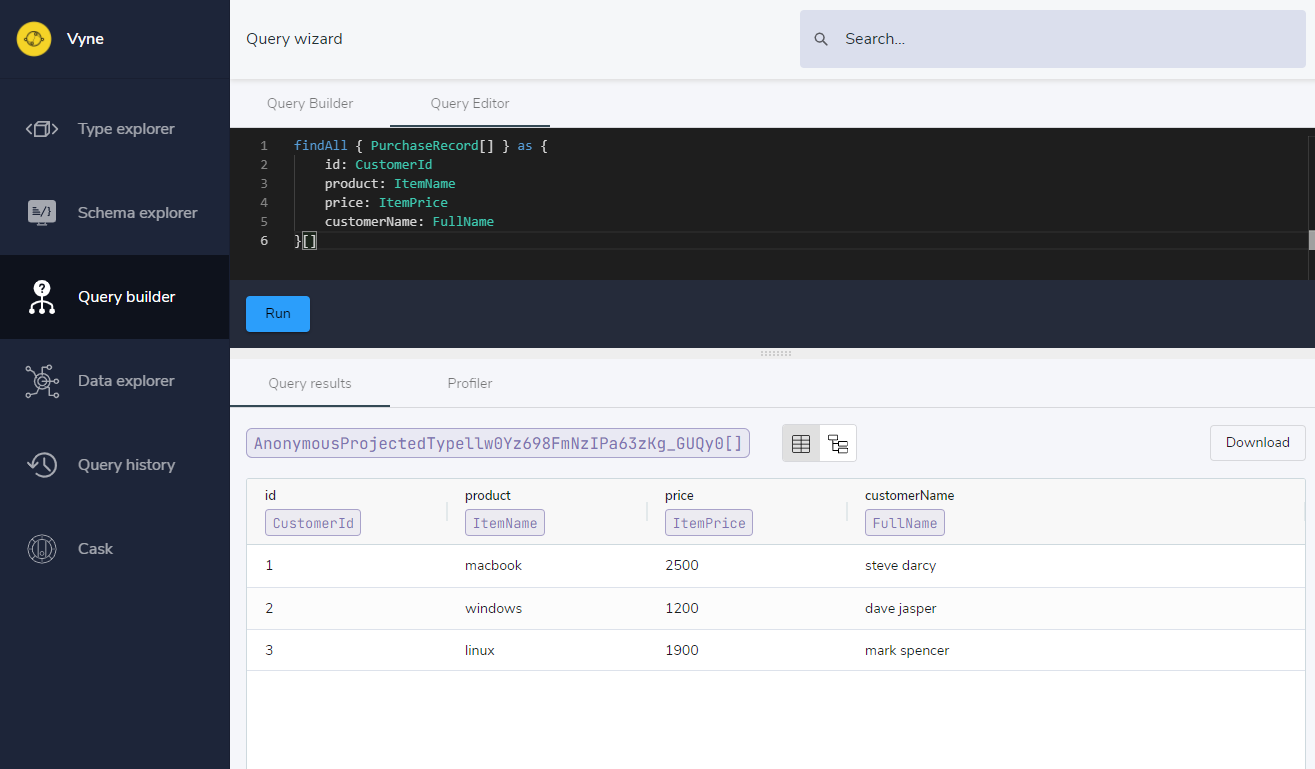 Vyne
Query wizard
Search...
Type explorer
Schema explorer
Query builder
Data explorer
Query history
Cask
Query Builder Query Editor
1 findAll { PurchaseRecord[] } as {
2 id: CustomerId
3 product: ItemName
4 price: ItemPrice
5 customerName: FullName
6 }[]
Run
Query results Profiler
AnonymousProjectedTypellw0Yz698FmNzIPa63zKg_GUQy0[]
Download
id product price customerName
CustomerId ItemName ItemPrice FullName
1 macbook 2500 steve darcy
2 windows 1200 dave jasper
3 linux 1900 mark spencer